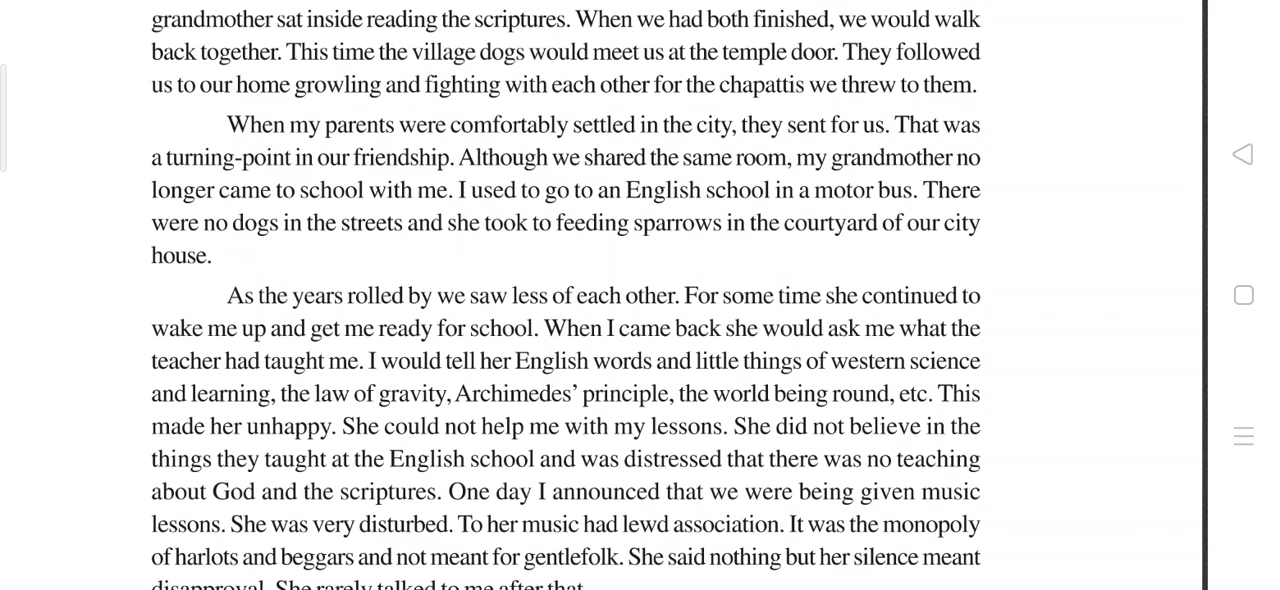 grandmother sat inside reading the scriptures. When we had both finished, we would walk
back together. This time the village dogs would meet us at the temple door. They followed
us to our home growling and fighting with each other for the chapattis we threw to them.
When my parents were comfortably settled in the city, they sent for us. That was
a turning-point in our friendship. Although we shared the same room, my grandmother no
longer came to school with me. I used to go to an English school in a motor bus. There
were no dogs in the streets and she took to feeding sparrows in the courtyard of our city
house.
As the years rolled by we saw less of each other. For some time she continued to
wake me up and get me ready for school. When I came back she would ask me what the
teacher had taught me. I would tell her English words and little things of western science
and learning, the law of gravity, Archimedes’ principle, the world being round, etc. This
made her unhappy. She could not help me with my lessons. She did not believe in the
things they taught at the English school and was distressed that there was no teaching
about God and the scriptures. One day I announced that we were being given music
lessons. She was very disturbed. To her music had lewd association. It was the monopoly
of harlots and beggars and not meant for gentlefolk. She said nothing but her silence meant
disapproval. She rarely talked to me after that.